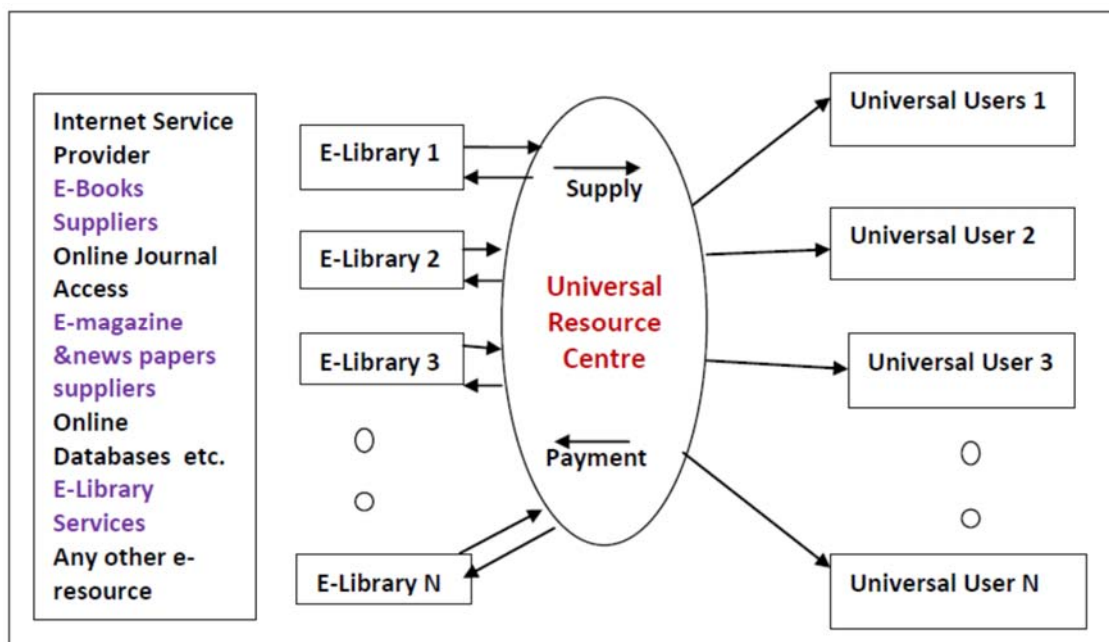 Internet Service
Provider
E-Books
Suppliers
Online Journal
Access
E-magazine
&news papers
suppliers
Online
Databases etc.
E-Library
Services
Any other e-
resource
E-Library 1
E-Library 2
E-Library 3
E-Library N
Supply
Universal
Resource
Centre
Payment
Universal Users 1
Universal User 2
Universal User 3
Universal User N